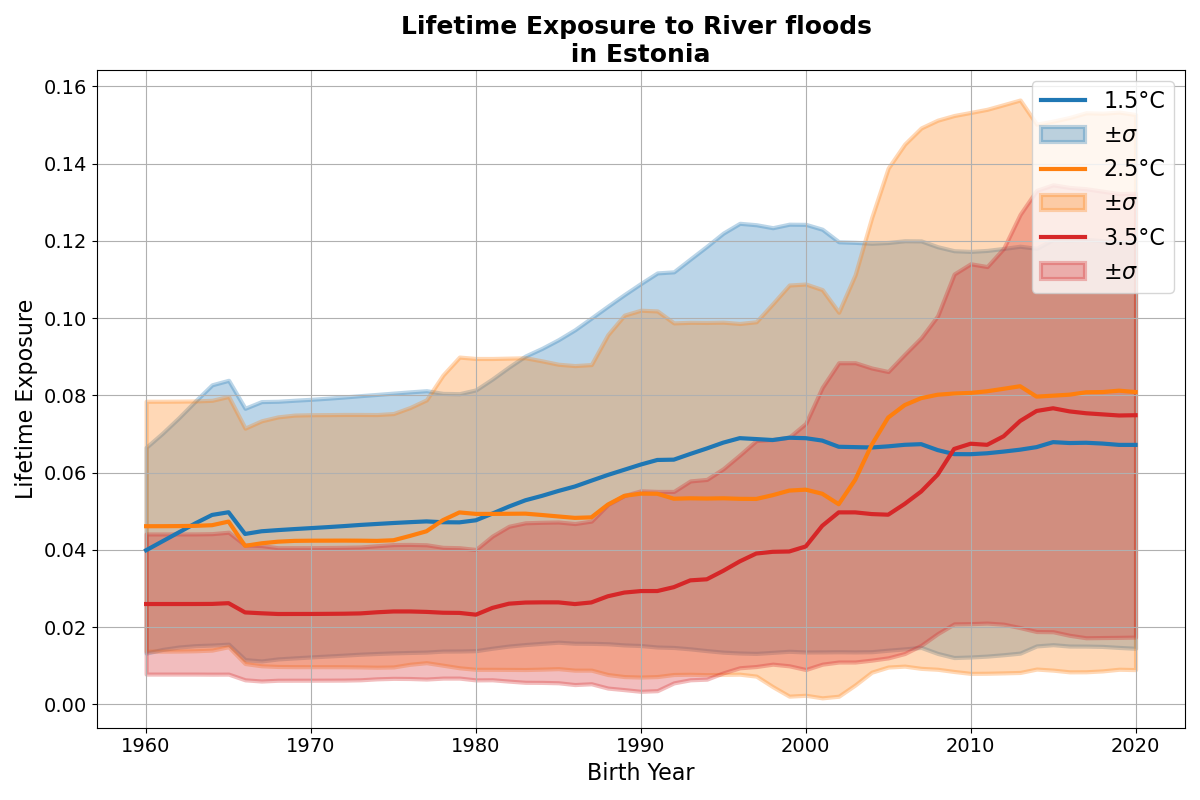 Lifetime Exposure to River floods
in Estonia
Lifetime Exposure
0.16
0.14
0.12
0.10
0.08
0.06
0.04
0.02
0.00
1.5°C
±σ
2.5°C
±σ
3.5°C
±σ
1960
1970
1980
1990
2000
2010
2020
Birth Year